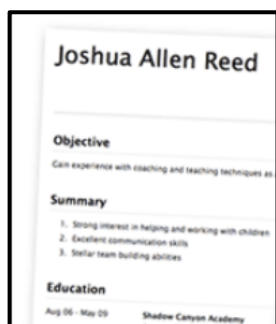 Joshua Allen Reed
Objective
Gain experience with coaching and teaching techniques as
Summary
1. Strong interest in helping and working with children
2. Excellent communication skills
3. Stellar team building abilities
Education
Aug 06 - May 09 Shadow Canyon Academy